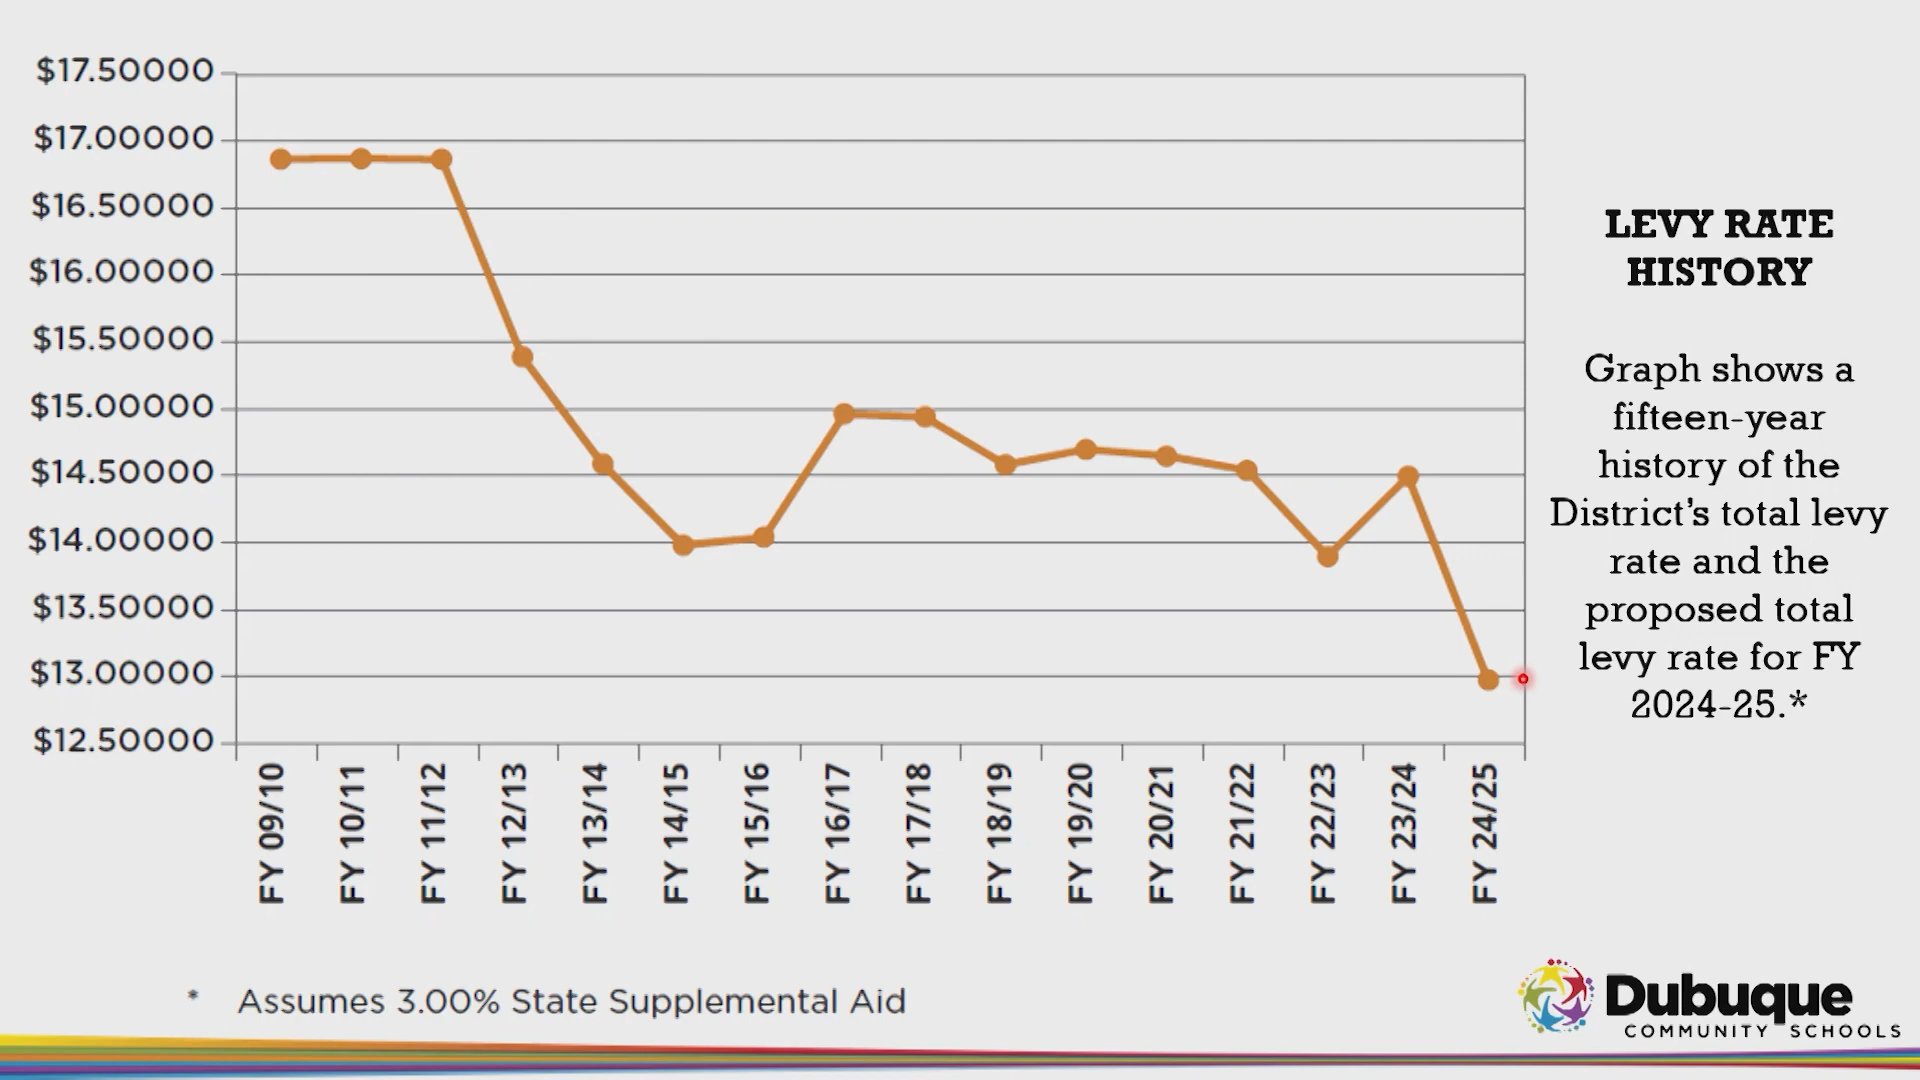 $17.50000
$17.00000
$16.50000
$16.00000
$15.50000
$15.00000
$14.50000
$14.00000
$13.50000
$13.00000
$12.50000
FY 09/10
FY 10/11
FY 11/12
FY 12/13
FY 13/14
FY 14/15
FY 15/16
FY 16/17
FY 17/18
FY 18/19
FY 19/20
FY 20/21
FY 21/22
FY 22/23
FY 23/24
FY 24/25
LEVY RATE
HISTORY
Graph shows a
fifteen-year
history of the
District's total levy
rate and the
proposed total
levy rate for FY
2024-25.*
* Assumes 3.00% State Supplemental Aid
Dubuque
COMMUNITY SCHOOLS